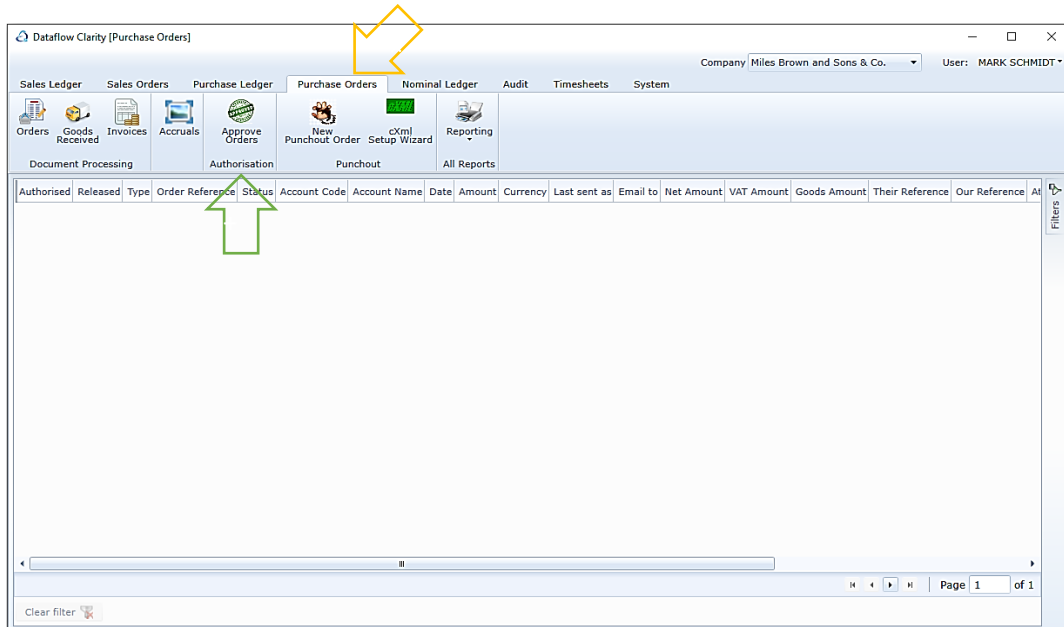 Dataflow Clarity [Purchase Orders]
Company Miles Brown and Sons & Co. User: MARK SCHMIDT
Sales Ledger Sales Orders Purchase Ledger Purchase Orders Nominal Ledger Audit Timesheets System
Orders Goods Received Invoices Accruals Approve Orders New Punchout Order cXml Setup Wizard Reporting
Document Processing Authorisation Punchout All Reports
Authorised Released Type Order Reference Status Account Code Account Name Date Amount Currency Last sent as Email to Net Amount VAT Amount Goods Amount Their Reference Our Reference
Filters
Page 1 of 1
Clear filter